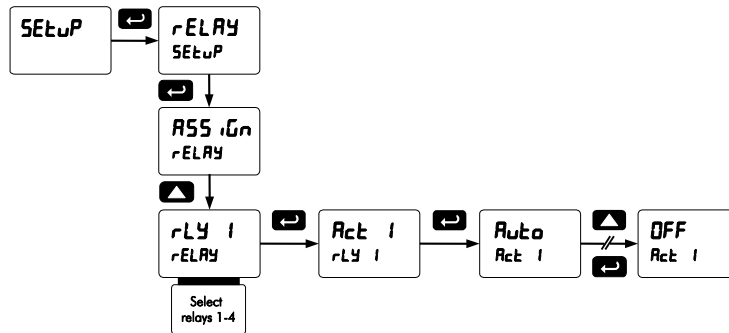 SEtuP
rELAY
SEtuP
ASSiGn
rELAY
rLY 1
rELAY
Act 1
rLY 1
Auto
Act 1
OFF
Act 1
Select
relays 1-4